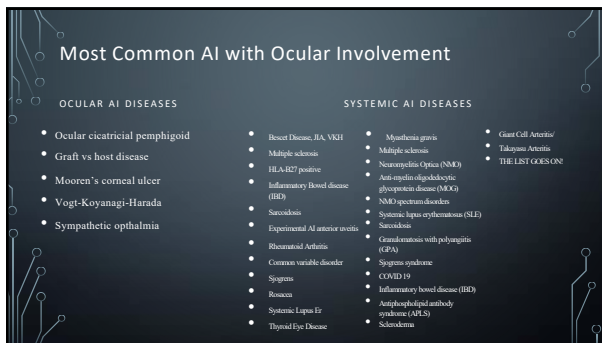 Most Common AI with Ocular Involvement
OCULAR AI DISEASES
Ocular cicatricial pemphigoid
Graft vs host disease
Mooren's corneal ulcer
Vogt-Koyanagi-Harada
Sympathetic opthalmia
SYSTEMIC AI DISEASES
Bescet Disease, JIA, VKH
Multiple sclerosis
HLA-B27 positive
Inflammatory Bowel disease
(IBD)
Sarcoidosis
Experimental AI anterior uveitis
Rheumatoid Arthritis
Common variable disorder
Sjogrens
Rosacea
Systemic Lupus Er
Thyroid Eye Disease
Myasthenia gravis
Multiple sclerosis
Neuromyelitis Optica (NMO)
Anti-myelin oligodedocytic
glycoprotein disease (MOG)
NMO spectrum disorders
Systemic lupus erythematosus (SLE)
Sarcoidosis
Granulomatosis with polyangiitis
(GPA)
Sjogrens syndrome
COVID 19
Inflammatory bowel disease (IBD)
Antiphospholipid antibody
syndrome (APLS)
Scleroderma
Giant Cell Arteritis/
Takayasu Arteritis
THE LIST GOES ON!